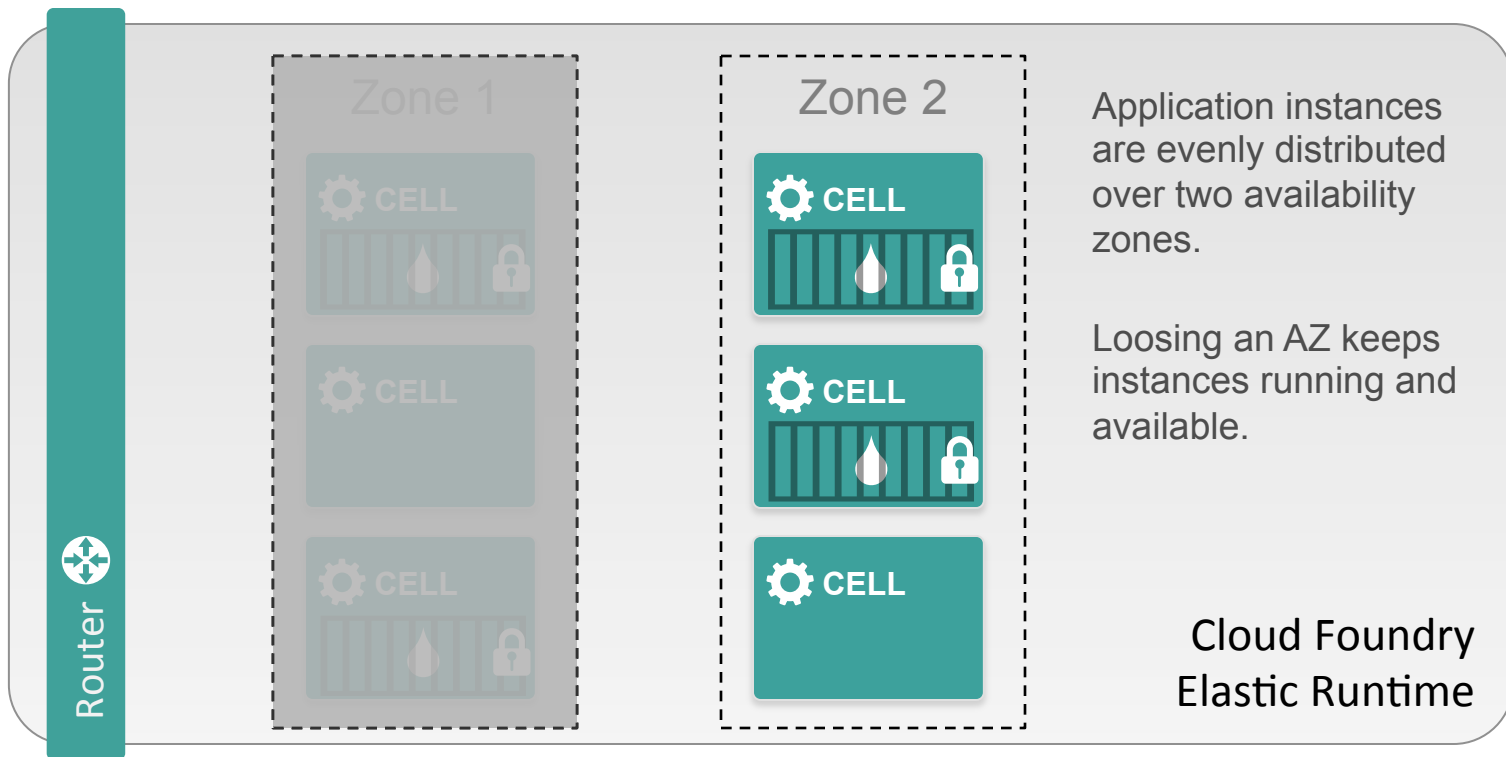 Zone 1
CELL
CELL
CELL
Zone 2
CELL
CELL
CELL
Application instances
are evenly distributed
over two availability
zones.
Loosing an AZ keeps
instances running and
available.
Router
Cloud Foundry
Elastic Runtime